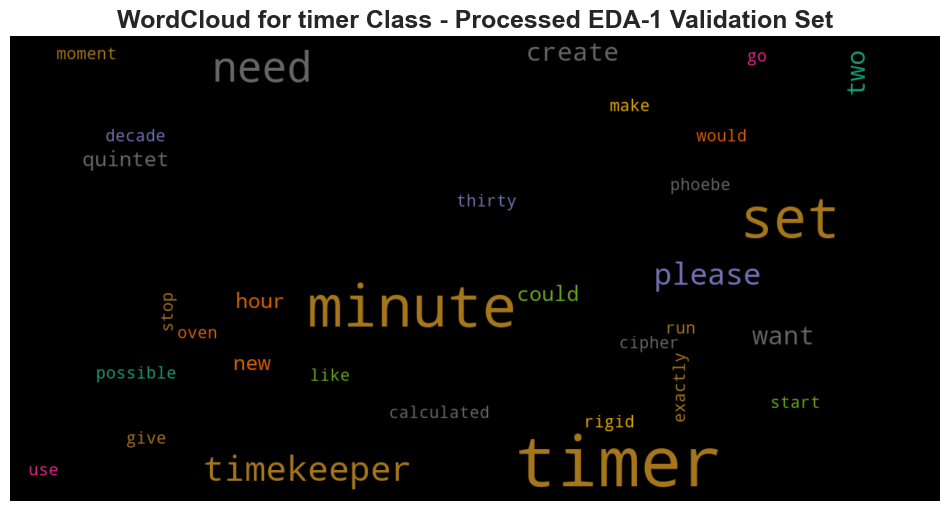 WordCloud for timer Class - Processed EDA-1 Validation Set
moment
need
create
go
two
make
decade
would
quintet
phoebe
thirty
set
please
stop
hour
minute
could
oven
run
want
cipher
new
possible
like
exactly
calculated
start
rigid
give
use
timekeeper
timer